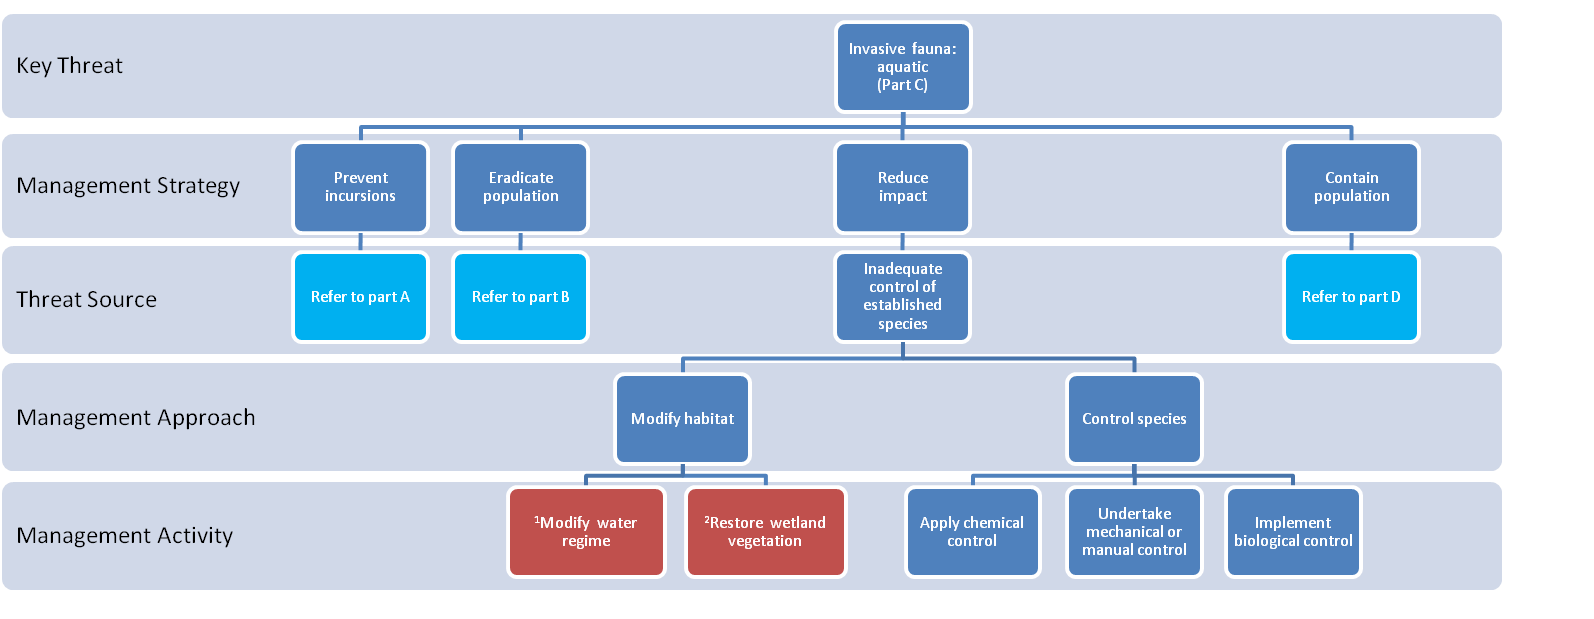 Key Threat
Invasive fauna:
aquatic
(Part C)
Management Strategy
Prevent
incursions
Eradicate
population
Reduce
impact
Contain
population
Threat Source
Refer to part A
Refer to part B
Inadequate
control of
established
species
Refer to part D
Management Approach
Modify habitat
Control species
Management Activity
¹Modify water
regime
²Restore wetland
vegetation
Apply chemical
control
Undertake
mechanical or
manual control
Implement
biological control